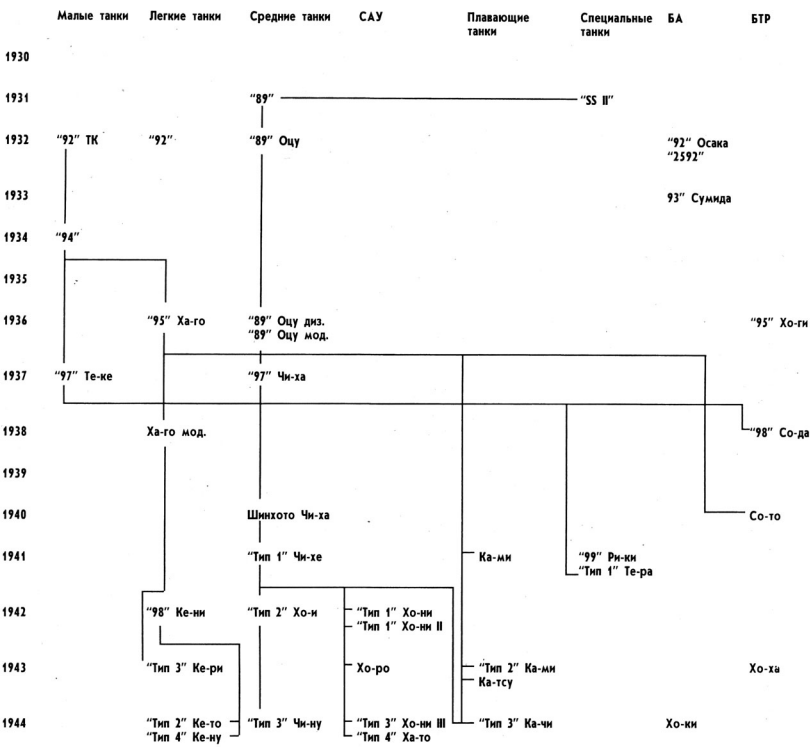 Малые танки Легкие танки Средние танки САУ Плавающие танки Специальные танки БА БТР
1930
1931 "89" "SS II"
1932 "92" ТК "92" "89" Оцу "92" Осака
"2592"
1933 93" Сумида
1934 "94"
1935
1936 "95" Ха-го "89" Оцу диз. "95" Хо-ги
"89" Оцу мод.
1937 "97" Те-ке "97" Чи-ха
1938 Ха-го мод. "98" Со-да
1939
1940 Шинхото Чи-ха Со-то
1941 "Тип 1" Чи-хе Ка-ми "99" Ри-ки
"Тип 1" Те-ра
1942 "98" Ке-ни "Тип 2" Хо-и "Тип 1" Хо-ни
"Тип 1" Хо-ни II
1943 "Тип 3" Ке-ри Хо-ро "Тип 2" Ка-ми Хо-ха
Ка-тсу
1944 "Тип 2" Ке-то "Тип 3" Чи-ну "Тип 3" Хо-ни III "Тип 3" Ка-чи Хо-ки
"Тип 4" Ке-ну "Тип 4" Ха-то